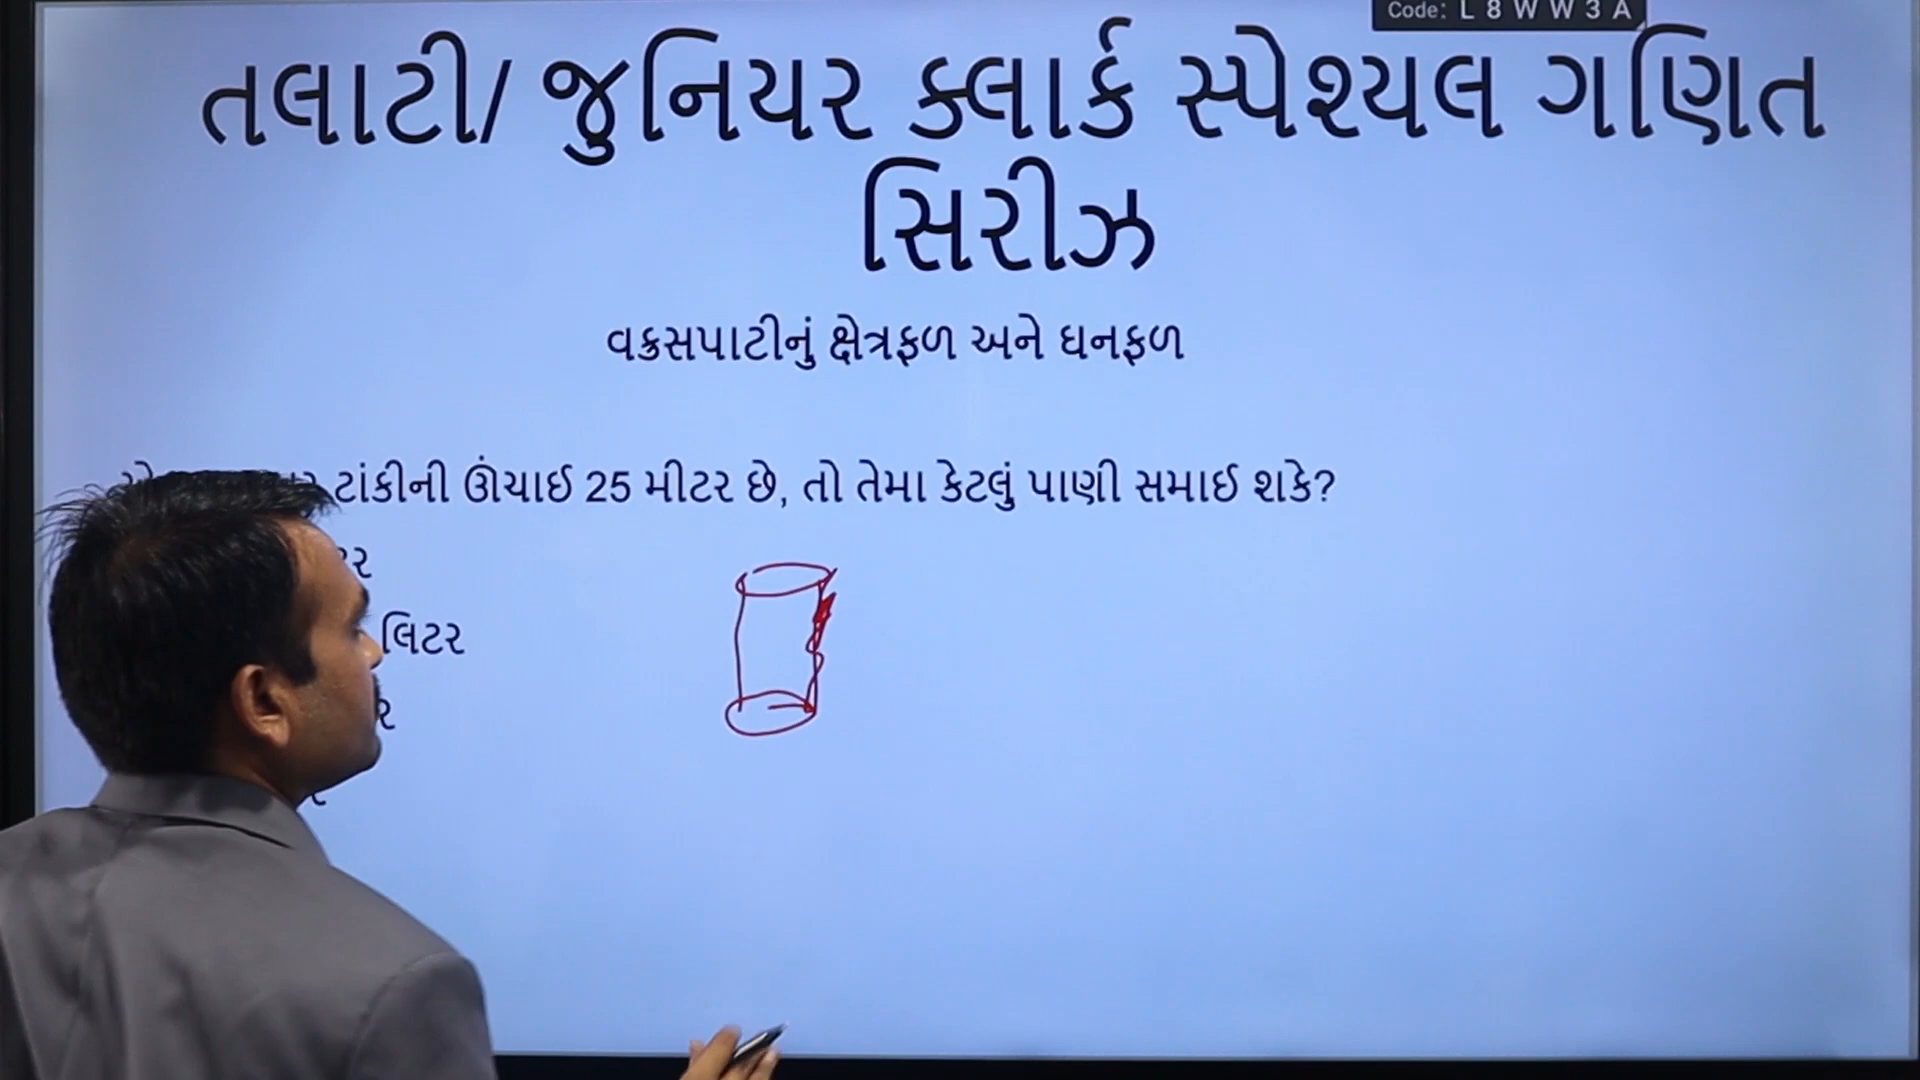 Code: L 8 W W 3 A
તલાટી/ જુનિયર ક્લાર્ક સ્પેશ્યલ ગણિત
સિરીઝ
વક્રસપાટીનું ક્ષેત્રફળ અને ઘનફળ
ટાંકીની ઊંચાઈ 25 મીટર છે, તો તેમા કેટલું પાણી સમાઈ શકે?
લિટર